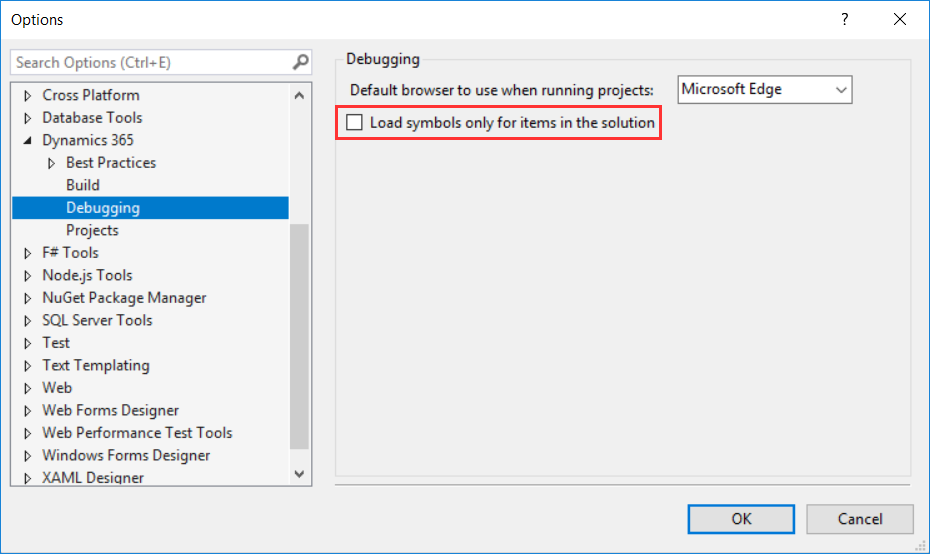 Options
?
Search Options (Ctrl+E)
Cross Platform
Database Tools
Dynamics 365
Best Practices
Build
Debugging
Projects
F# Tools
Node.js Tools
NuGet Package Manager
SQL Server Tools
Test
Text Templating
Web
Web Forms Designer
Web Performance Test Tools
Windows Forms Designer
XAML Designer
Debugging
Default browser to use when running projects: Microsoft Edge
Load symbols only for items in the solution
OK Cancel